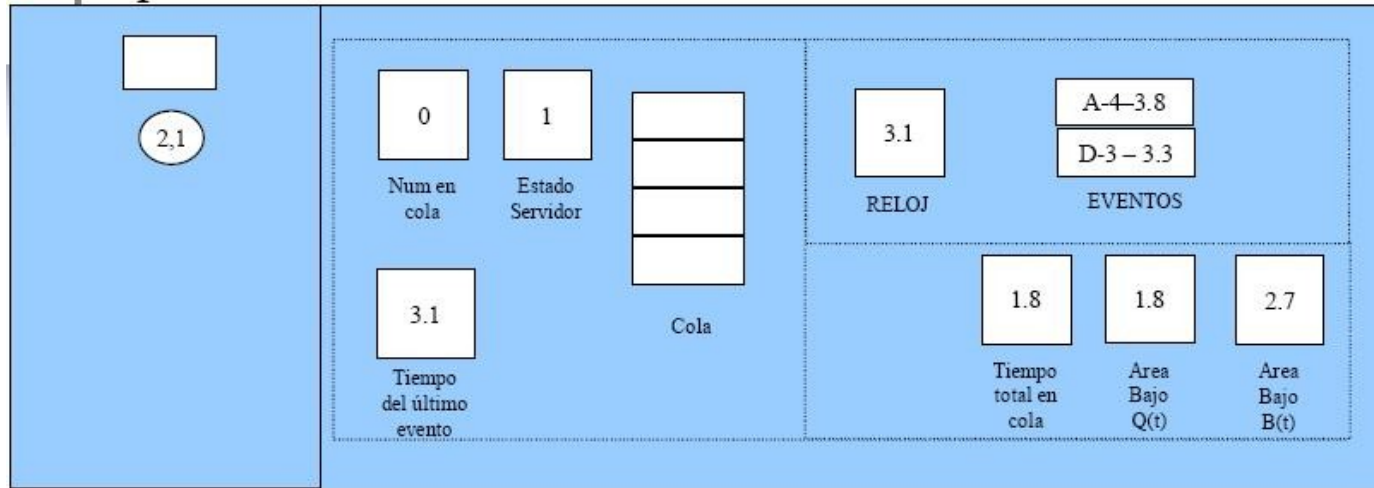 2,1
0
1
Num en
cola
Estado
Servidor
3.1
Tiempo
del último
evento
Cola
3.1
RELOJ
A-4–3.8
D-3 – 3.3
EVENTOS
1.8
1.8
2.7
Tiempo
total en
cola
Area
Bajo
Q(t)
Area
Bajo
B(t)